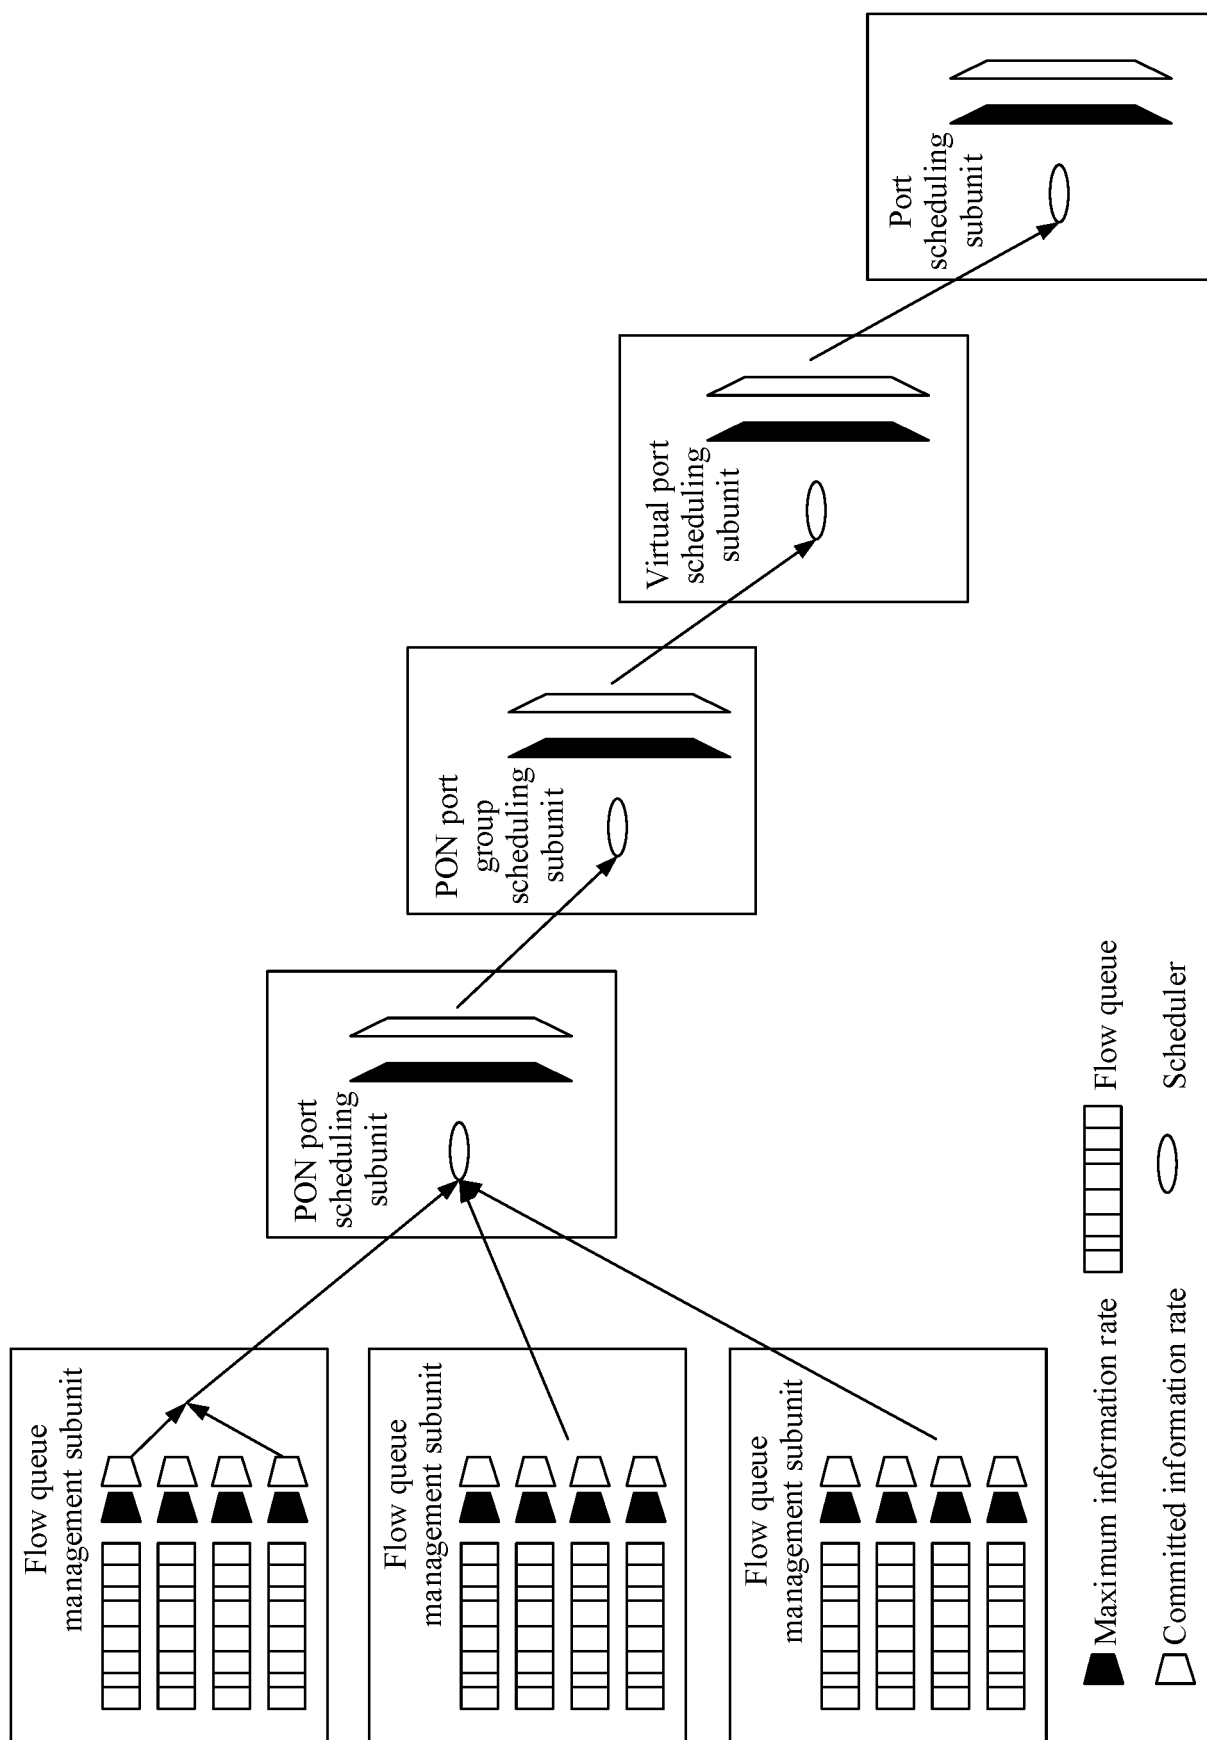 Flow queue
management subunit
Flow queue
management subunit
Flow queue
management subunit
PON port
scheduling
subunit
PON port
group
scheduling
subunit
Virtual port
scheduling
subunit
Port
scheduling
subunit
Maximum information rate
Flow queue
Committed information rate
Scheduler